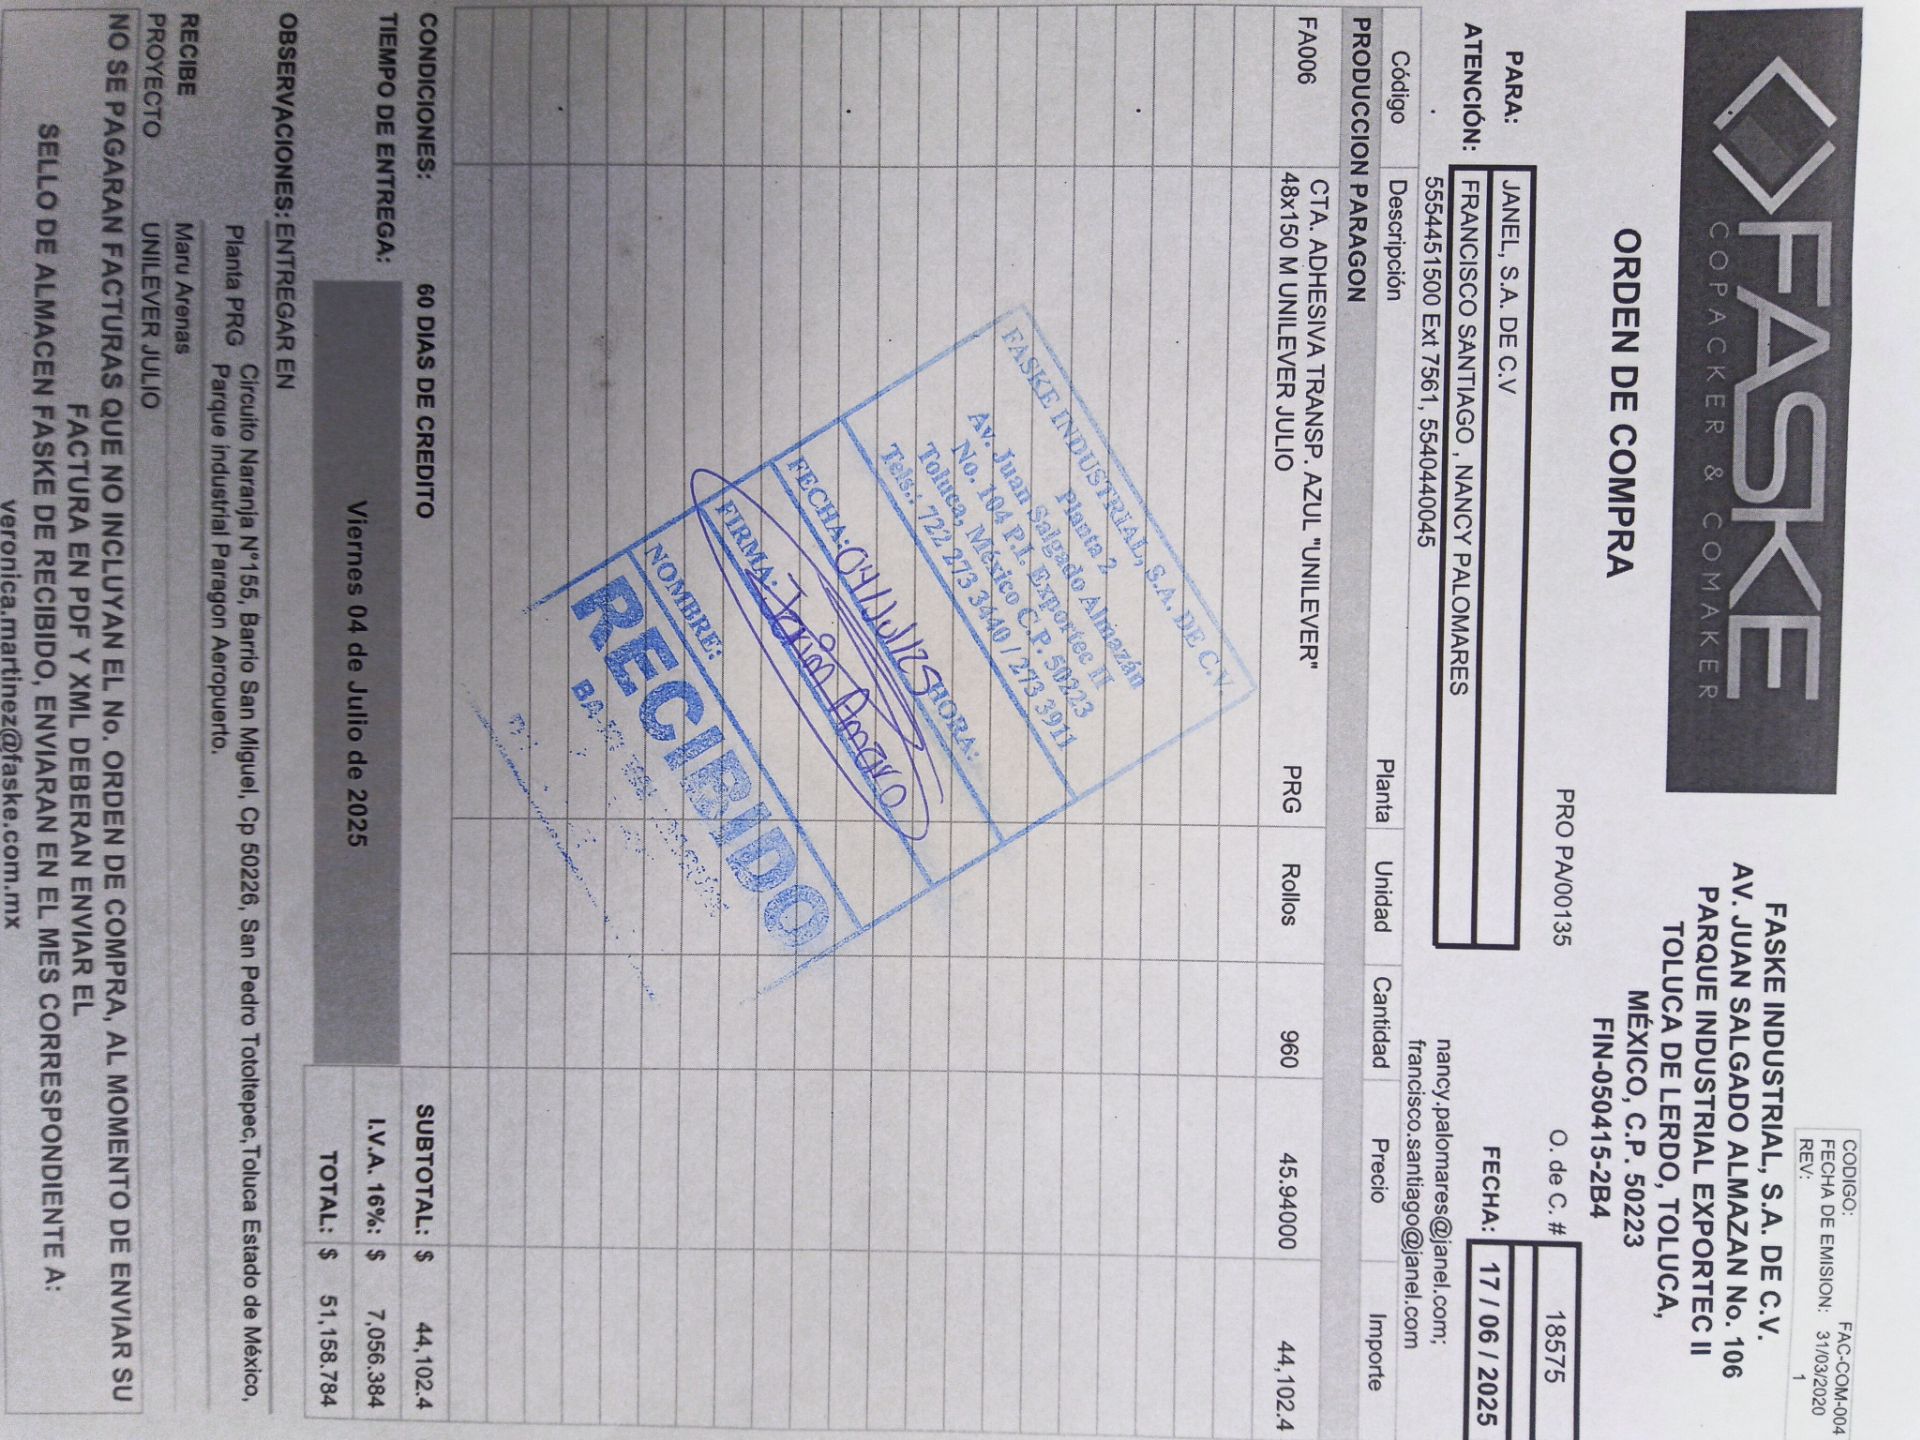 FASKE
COPACKER & COMAKER
CODIGO: FAC-COM-004
FECHA DE EMISION: 31/03/2020
REV: 1
FASKE INDUSTRIAL, S.A. DE C.V.
AV. JUAN SALGADO ALMAZAN No. 106
PARQUE INDUSTRIAL EXPORTEC II
TOLUCA DE LERDO, TOLUCA,
MÉXICO, C.P. 50223
FIN-050415-2B4
ORDEN DE COMPRA
PRO PA/00135
O. de C. # 18575
PARA: JANEL, S.A. DE C.V
FECHA: 17 / 06 / 2025
ATENCIÓN: FRANCISCO SANTIAGO , NANCY PALOMARES
nancy.palomares@janel.com;
5554451500 Ext 7561, 5540440045
francisco.santiago@janel.com
Código Descripción Planta Unidad Cantidad Precio Importe
PRODUCCION PARAGON
FA006 CTA. ADHESIVA TRANSP. AZUL "UNILEVER" 48x150 M UNILEVER JULIO PRG Rollos 960 45.94000 44,102.4
FASKE INDUSTRIAL, S.A. DE C.V.
Planta 2
Av. Juan Salgado Almazán
No. 104 P.I. Exportec II
Toluca, México C.P. 50223
Tels.: 722 273 3440 / 273 3911
FECHA: 04/Jul/25 HORA:
FIRMA:
NOMBRE:
RECIBIDO
CONDICIONES: 60 DIAS DE CREDITO
SUBTOTAL: $ 44,102.4
TIEMPO DE ENTREGA: Viernes 04 de Julio de 2025
I.V.A. 16%: $ 7,056.384
TOTAL: $ 51,158.784
OBSERVACIONES: ENTREGAR EN
Planta PRG Circuito Naranja N°155, Barrio San Miguel, Cp 50226, San Pedro Totoltepec,Toluca Estado de México,
Parque industrial Paragon Aeropuerto.
RECIBE Maru Arenas
PROYECTO UNILEVER JULIO
NO SE PAGARAN FACTURAS QUE NO INCLUYAN EL No. ORDEN DE COMPRA, AL MOMENTO DE ENVIAR SU
FACTURA EN PDF Y XML DEBERAN ENVIAR EL
SELLO DE ALMACEN FASKE DE RECIBIDO, ENVIARAN EN EL MES CORRESPONDIENTE A:
veronica.martinez@faske.com.mx